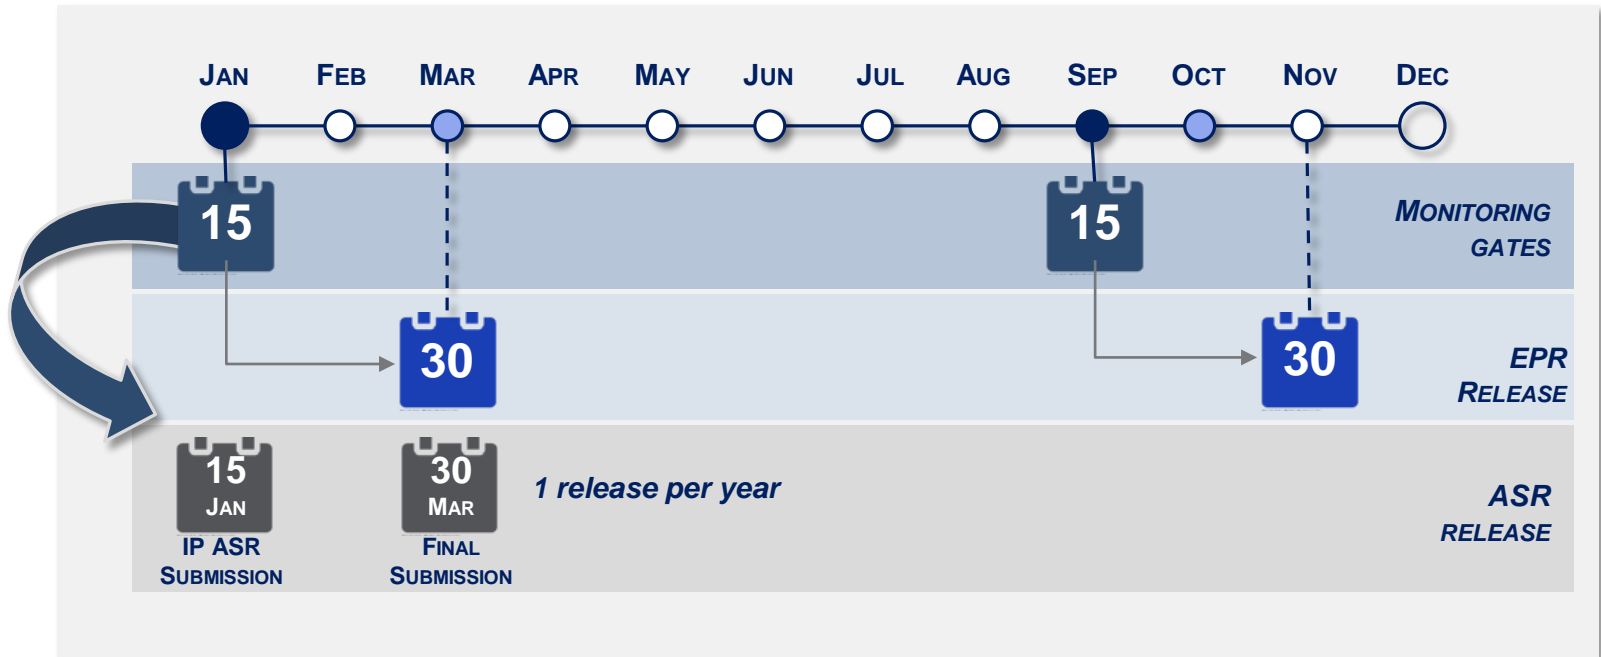 Jan Feb Mar Apr May Jun Jul Aug Sep Oct Nov Dec
15 15
Monitoring
gates
30 30
EPR
Release
15
Jan
30
Mar
1 release per year
ASR
release
IP ASR
Submission
Final
Submission